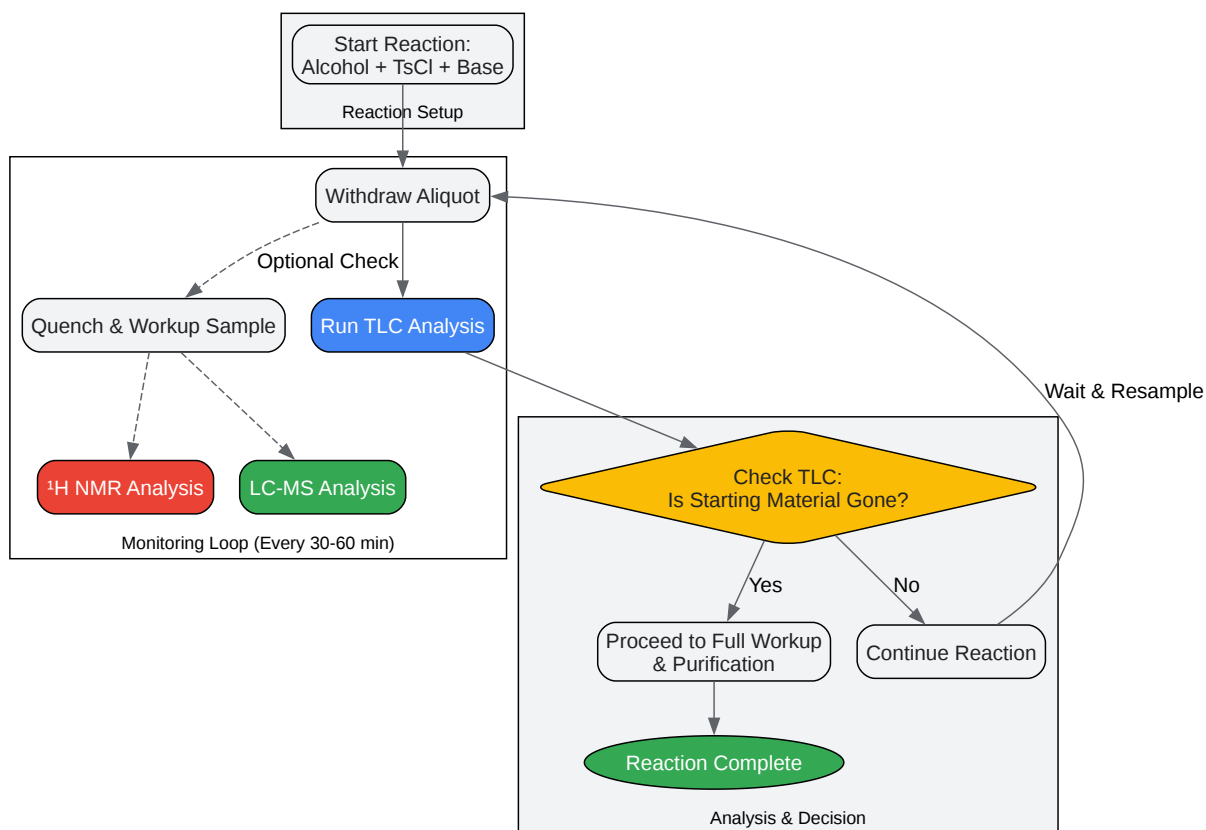 Start Reaction:
Alcohol + TsCl + Base
Reaction Setup
Withdraw Aliquot
Optional Check
Quench & Workup Sample
Run TLC Analysis
Wait & Resample
¹H NMR Analysis
LC-MS Analysis
Monitoring Loop (Every 30-60 min)
Check TLC:
Is Starting Material Gone?
Yes
No
Proceed to Full Workup
& Purification
Continue Reaction
Reaction Complete
Analysis & Decision